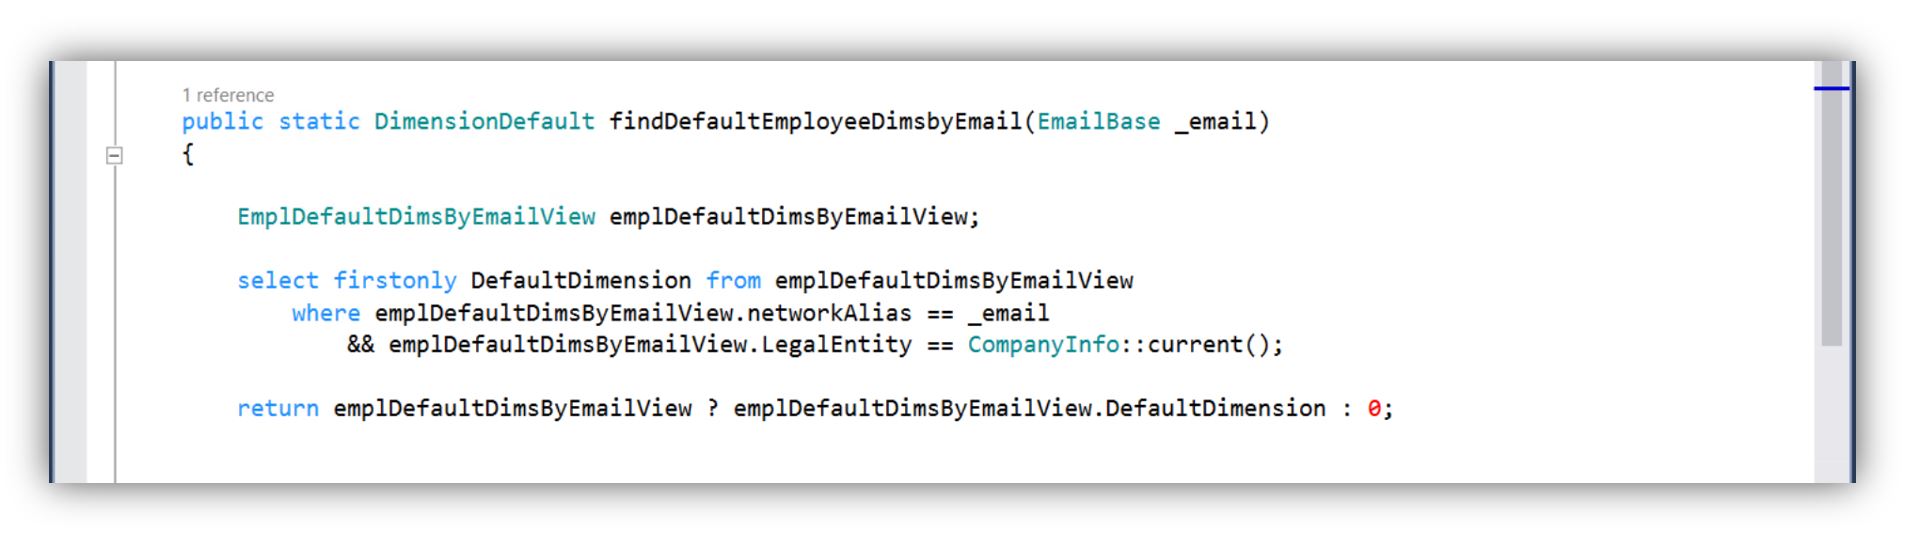 1 reference
public static DimensionDefault findDefaultEmployeeDimsbyEmail(EmailBase _email)
{
EmplDefaultDimsByEmailView emplDefaultDimsByEmailView;
select firstonly DefaultDimension from emplDefaultDimsByEmailView
where emplDefaultDimsByEmailView.networkAlias == _email
&& emplDefaultDimsByEmailView.LegalEntity == CompanyInfo::current();
return emplDefaultDimsByEmailView ? emplDefaultDimsByEmailView.DefaultDimension : 0;